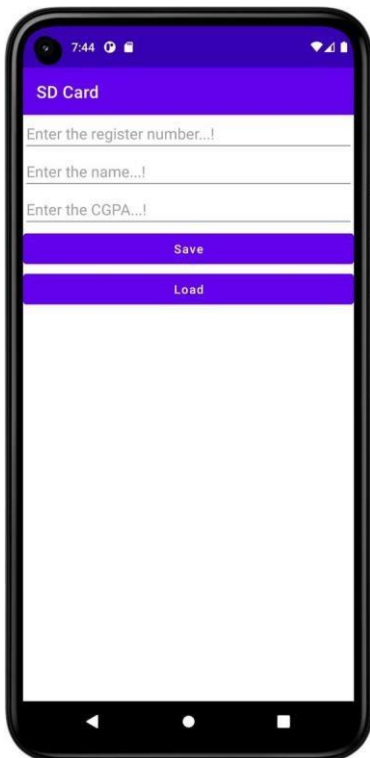 7:44
SD Card
Enter the register number...!
Enter the name...!
Enter the CGPA...!
Save
Load